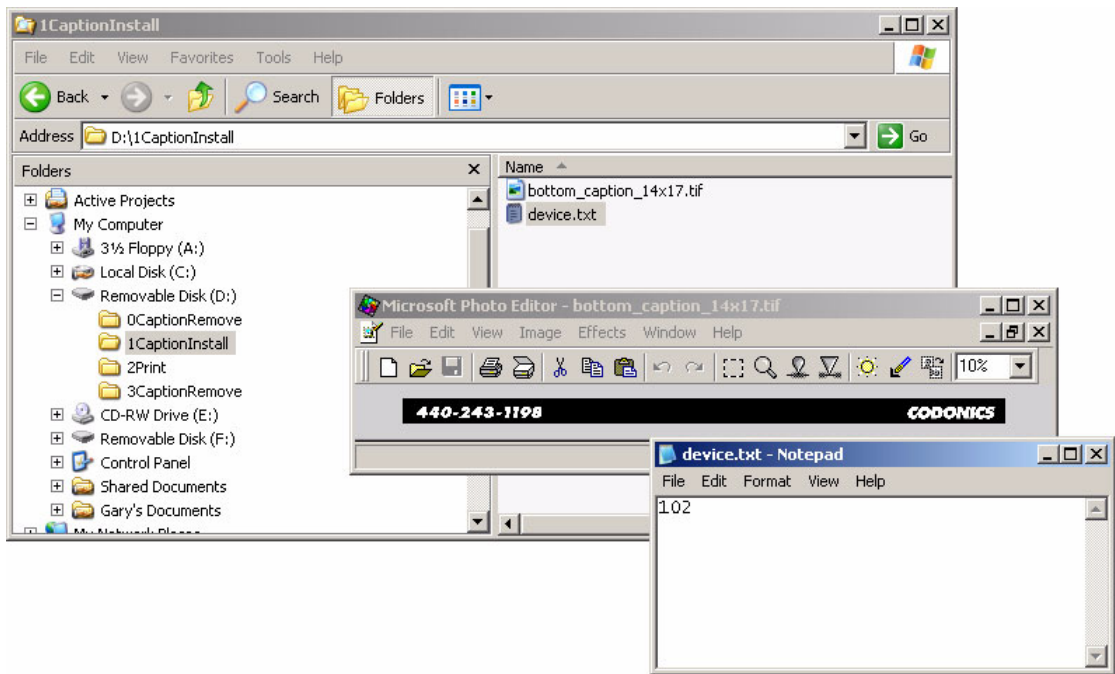 1CaptionInstall
File Edit View Favorites Tools Help
Back Search Folders
Address D:\1CaptionInstall Go
Folders
Active Projects
My Computer
3½ Floppy (A:)
Local Disk (C:)
Removable Disk (D:)
0CaptionRemove
1CaptionInstall
2Print
3CaptionRemove
CD-RW Drive (E:)
Removable Disk (F:)
Control Panel
Shared Documents
Gary's Documents
My Network Places
Name
bottom_caption_14x17.tif
device.txt
Microsoft Photo Editor - bottom_caption_14x17.tif
File Edit View Image Effects Window Help
10%
440-243-1198 CODONICS
device.txt - Notepad
File Edit Format View Help
102